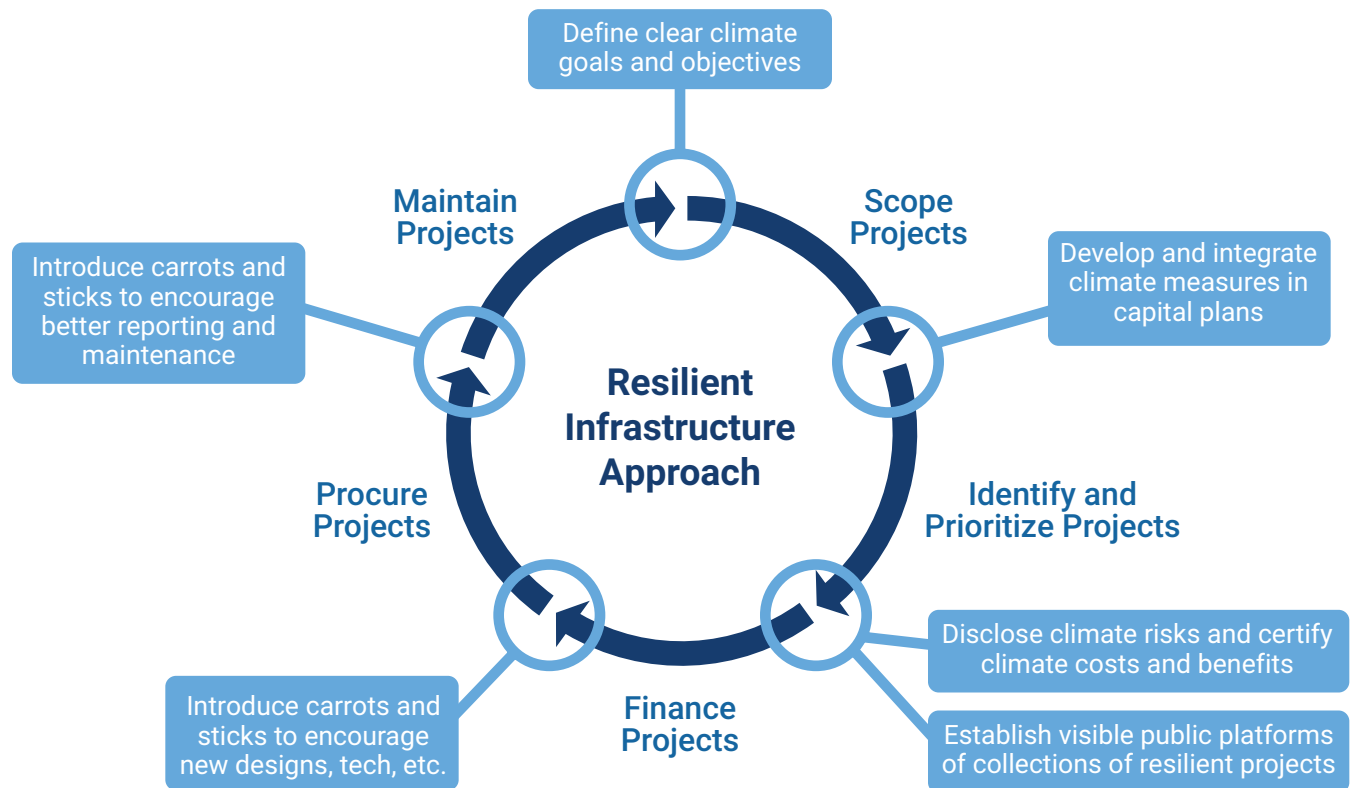 Define clear climate
goals and objectives
Maintain
Projects
Scope
Projects
Introduce carrots and
sticks to encourage
better reporting and
maintenance
Develop and integrate
climate measures in
capital plans
Resilient
Infrastructure
Approach
Procure
Projects
Identify and
Prioritize Projects
Disclose climate risks and certify
climate costs and benefits
Introduce carrots and
sticks to encourage
new designs, tech, etc.
Finance
Projects
Establish visible public platforms
of collections of resilient projects